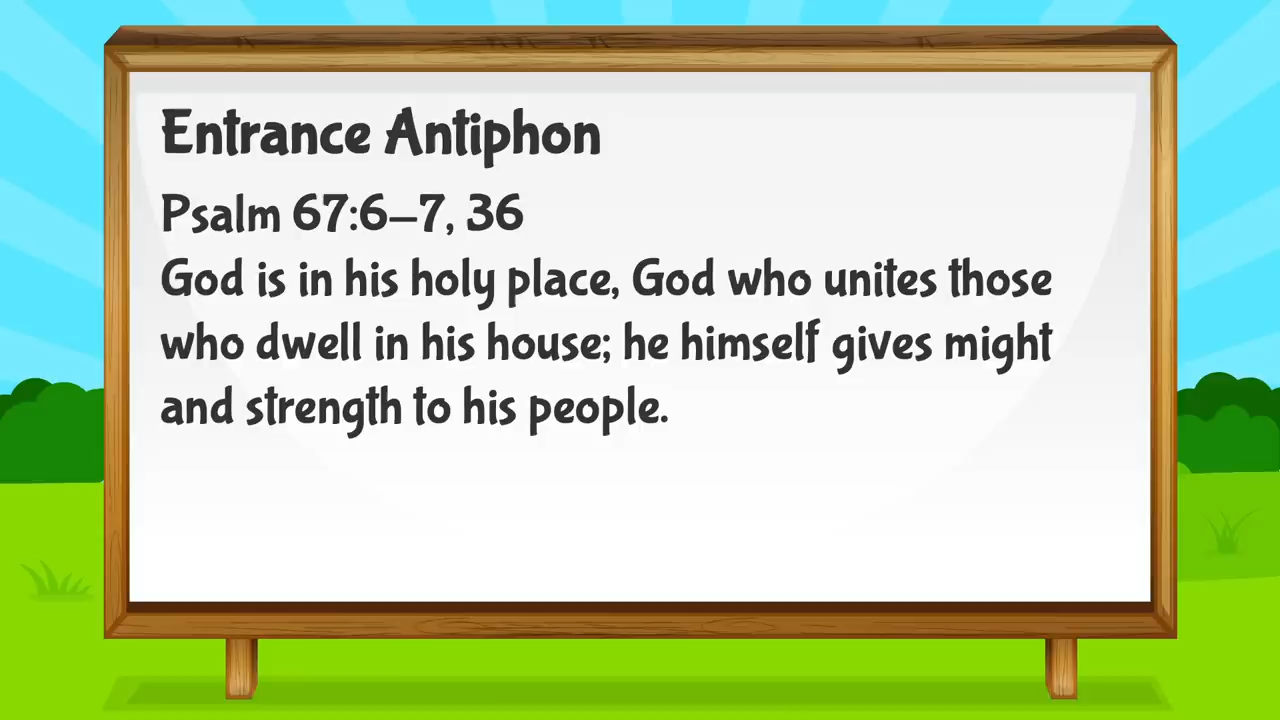 Entrance Antiphon
Psalm 67:6–7, 36
God is in his holy place, God who unites those
who dwell in his house; he himself gives might
and strength to his people.